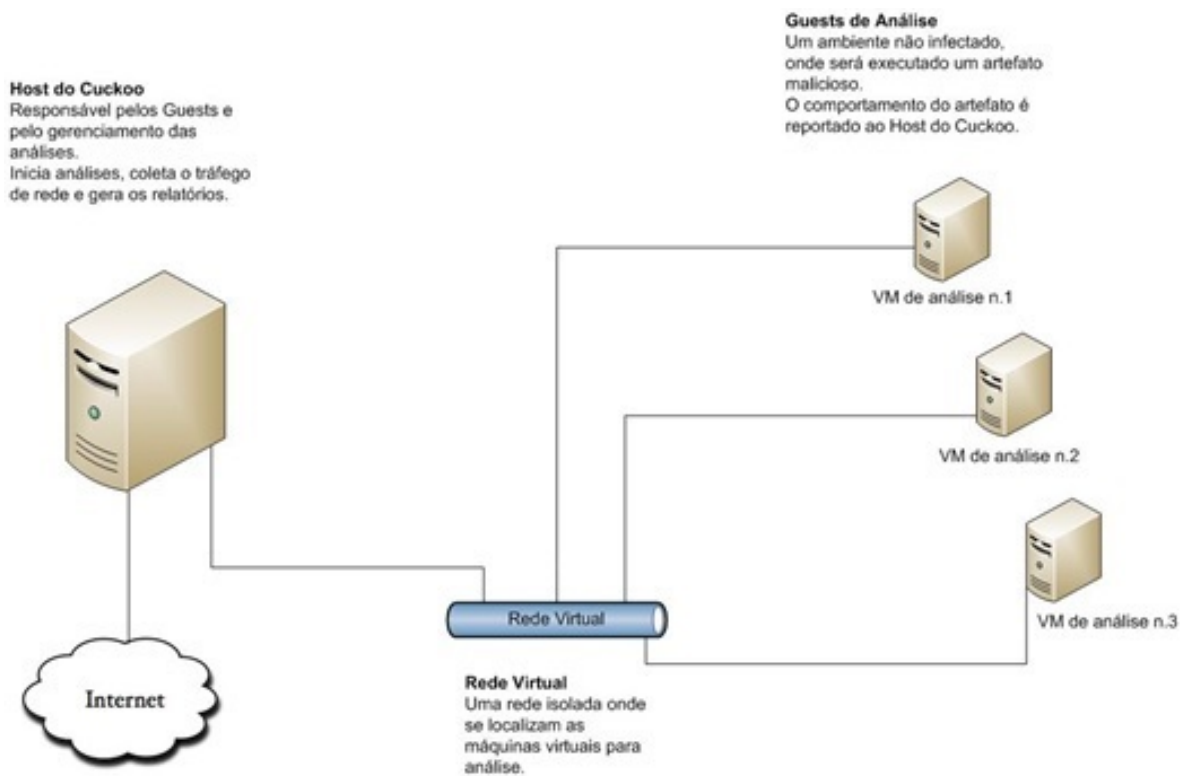 Host do Cuckoo
Responsável pelos Guests e
pelo gerenciamento das
análises.
Inicia análises, coleta o tráfego
de rede e gera os relatórios.
Guests de Análise
Um ambiente não infectado,
onde será executado um artefato
malicioso.
O comportamento do artefato é
reportado ao Host do Cuckoo.
VM de análise n.1
VM de análise n.2
VM de análise n.3
Rede Virtual
Internet
Rede Virtual
Uma rede isolada onde
se localizam as
máquinas virtuais para
análise.